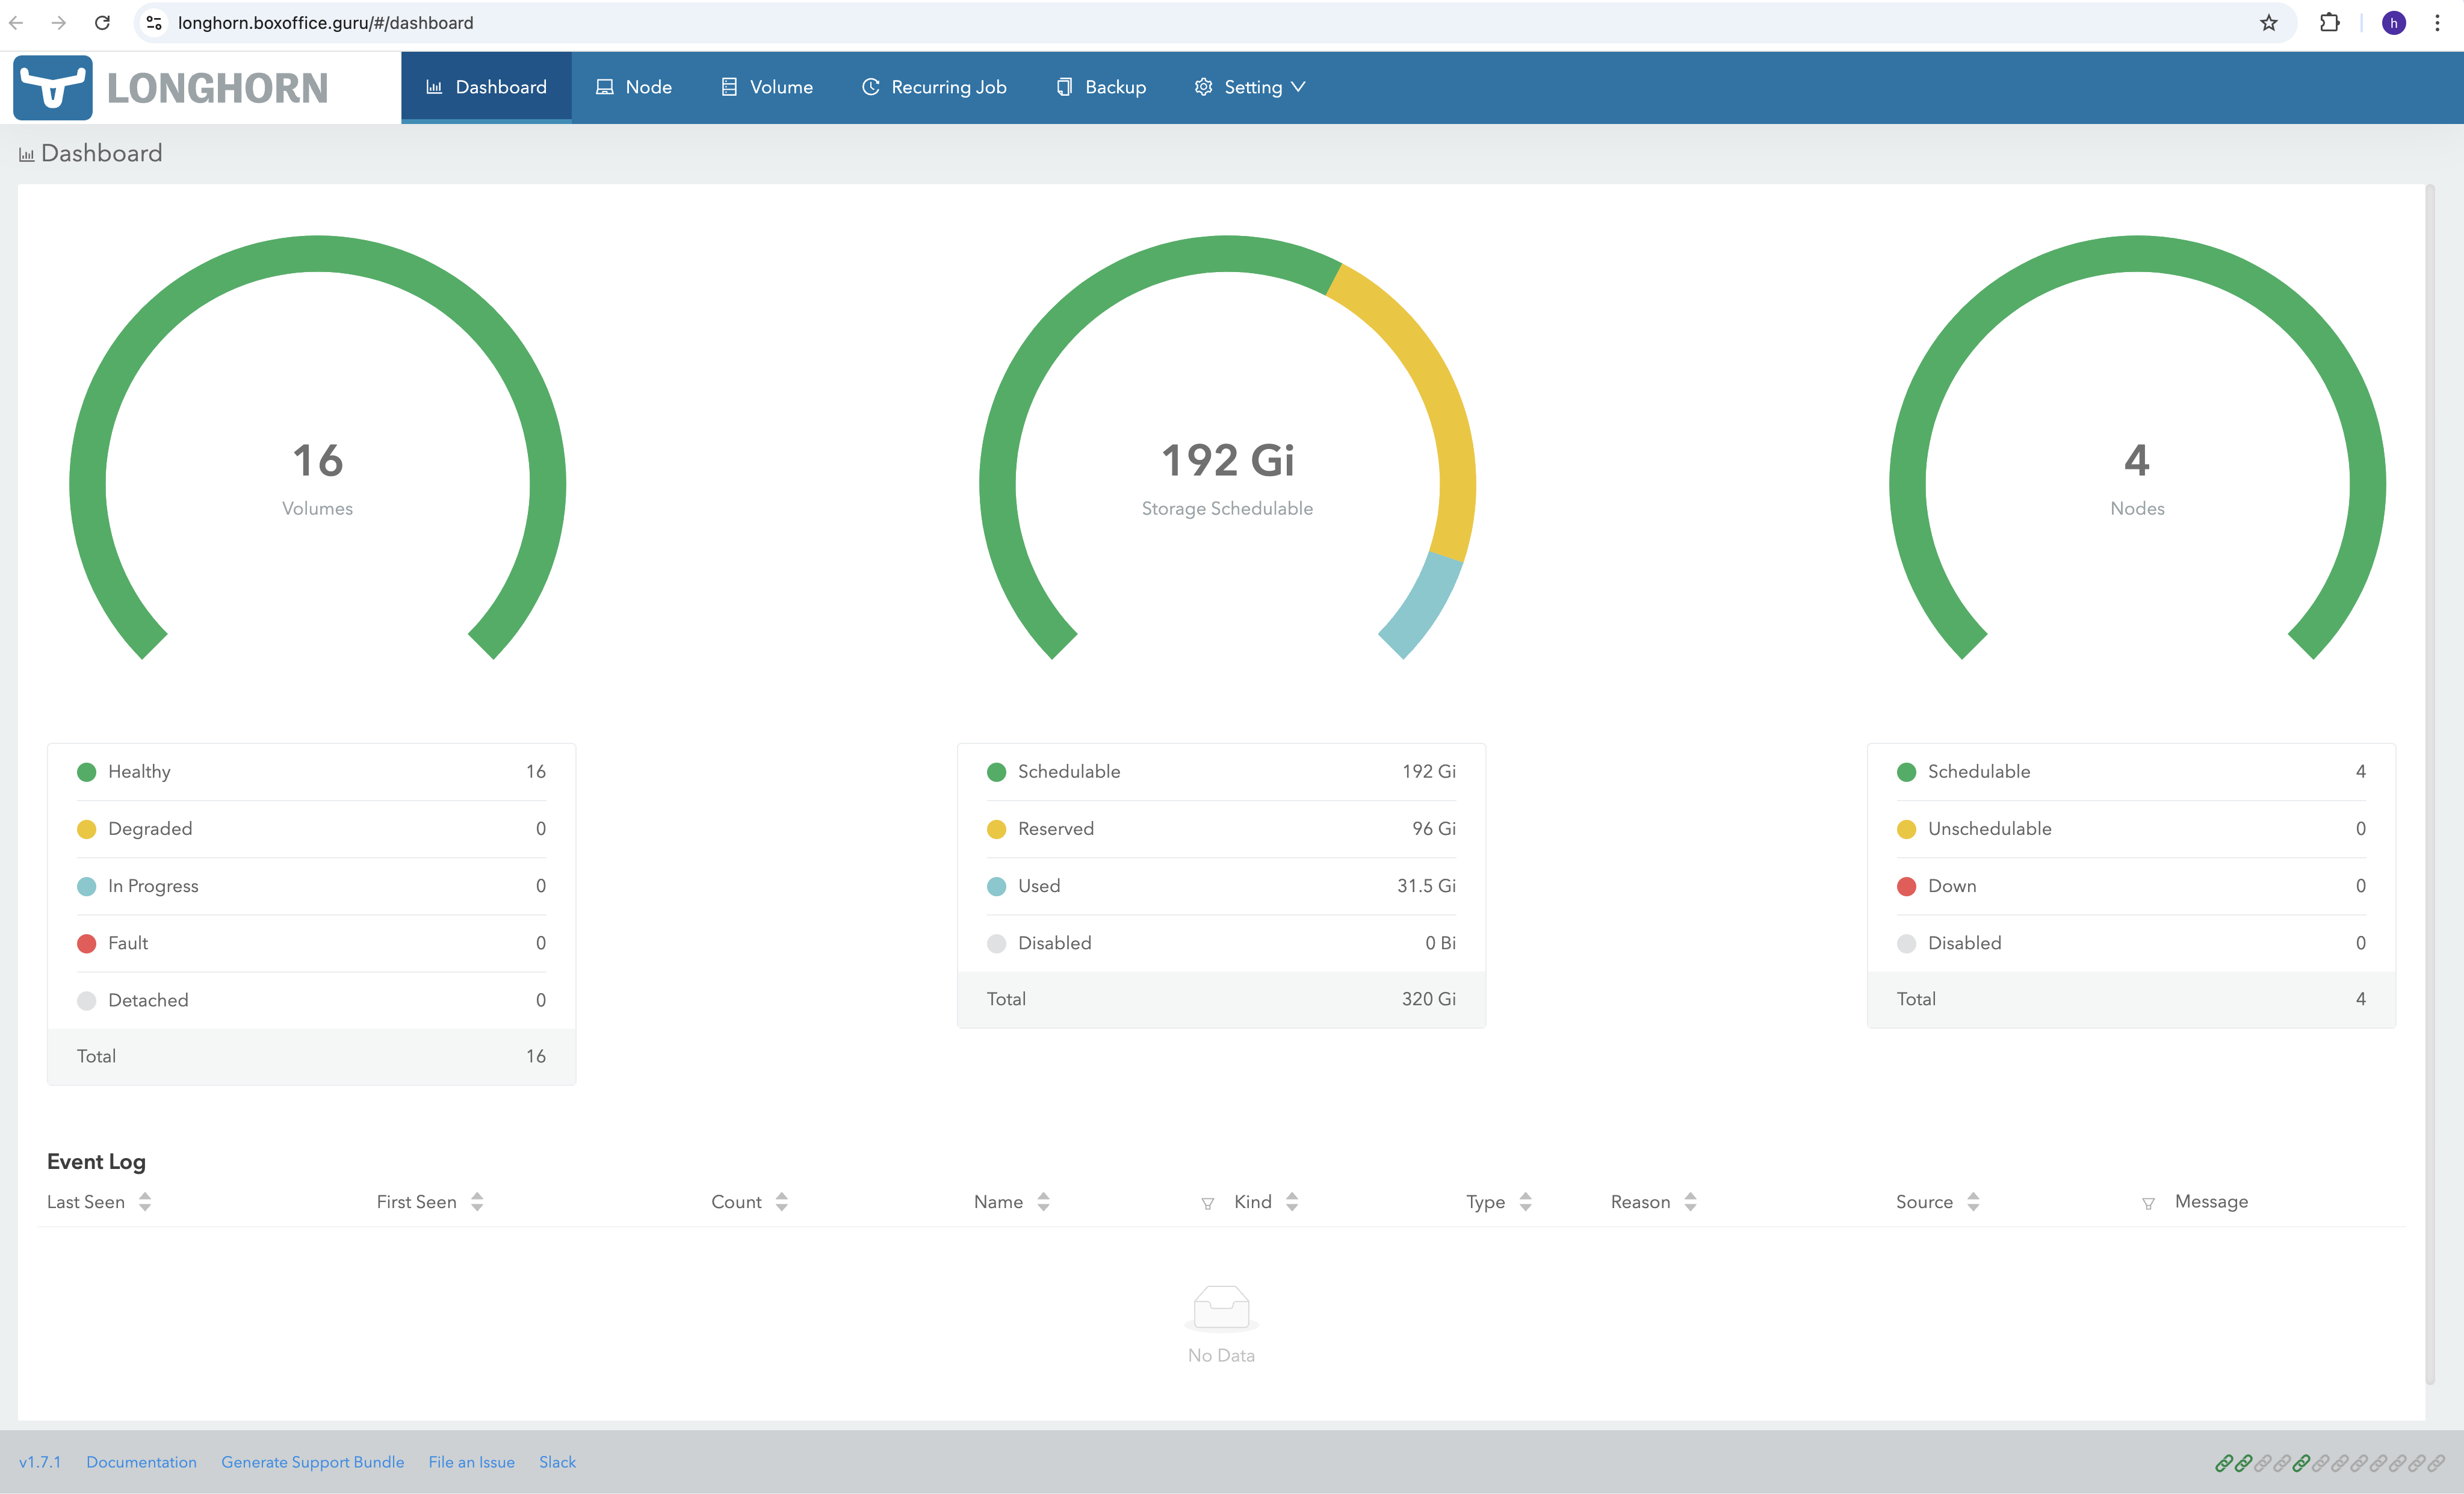 longhorn.boxoffice.guru/#/dashboard
h
LONGHORN
Dashboard
Node
Volume
Recurring Job
Backup
Setting
Dashboard
16
Volumes
192 Gi
Storage Schedulable
4
Nodes
Healthy 16
Degraded 0
In Progress 0
Fault 0
Detached 0
Total 16
Schedulable 192 Gi
Reserved 96 Gi
Used 31.5 Gi
Disabled 0 Bi
Total 320 Gi
Schedulable 4
Unschedulable 0
Down 0
Disabled 0
Total 4
Event Log
Last Seen First Seen Count Name Kind Type Reason Source Message
No Data
v1.7.1 Documentation Generate Support Bundle File an Issue Slack